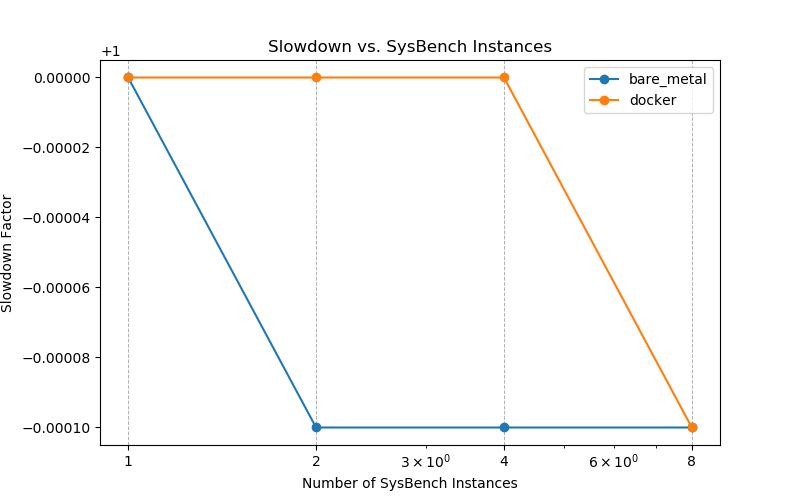 Slowdown vs. SysBench Instances
+1
0.00000
−0.00002
−0.00004
−0.00006
−0.00008
−0.00010
Slowdown Factor
bare_metal
docker
1
2
3 × 10⁰
4
6 × 10⁰
8
Number of SysBench Instances